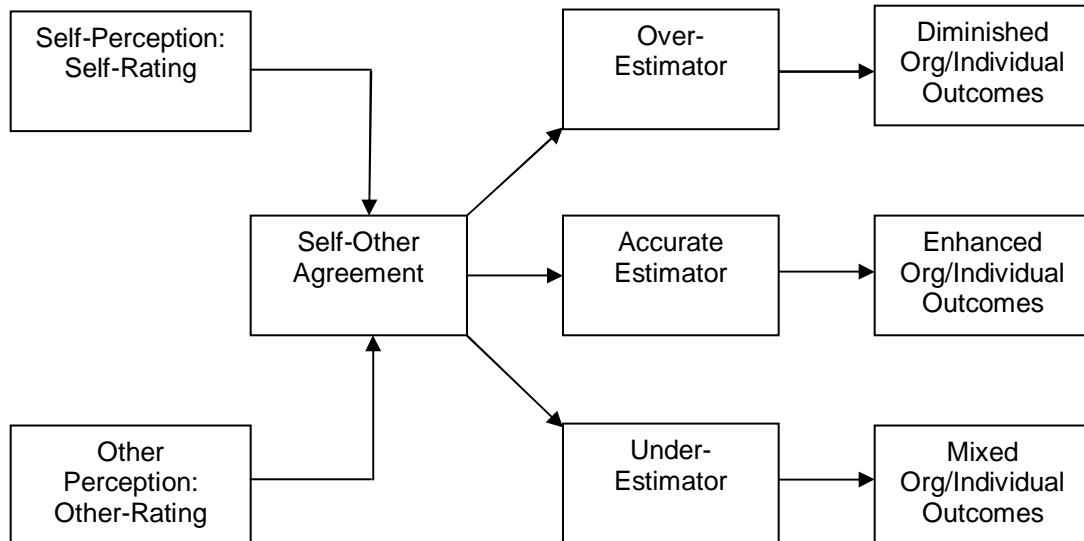 Self-Perception:
Self-Rating
Over-
Estimator
Diminished
Org/Individual
Outcomes
Self-Other
Agreement
Accurate
Estimator
Enhanced
Org/Individual
Outcomes
Other
Perception:
Other-Rating
Under-
Estimator
Mixed
Org/Individual
Outcomes